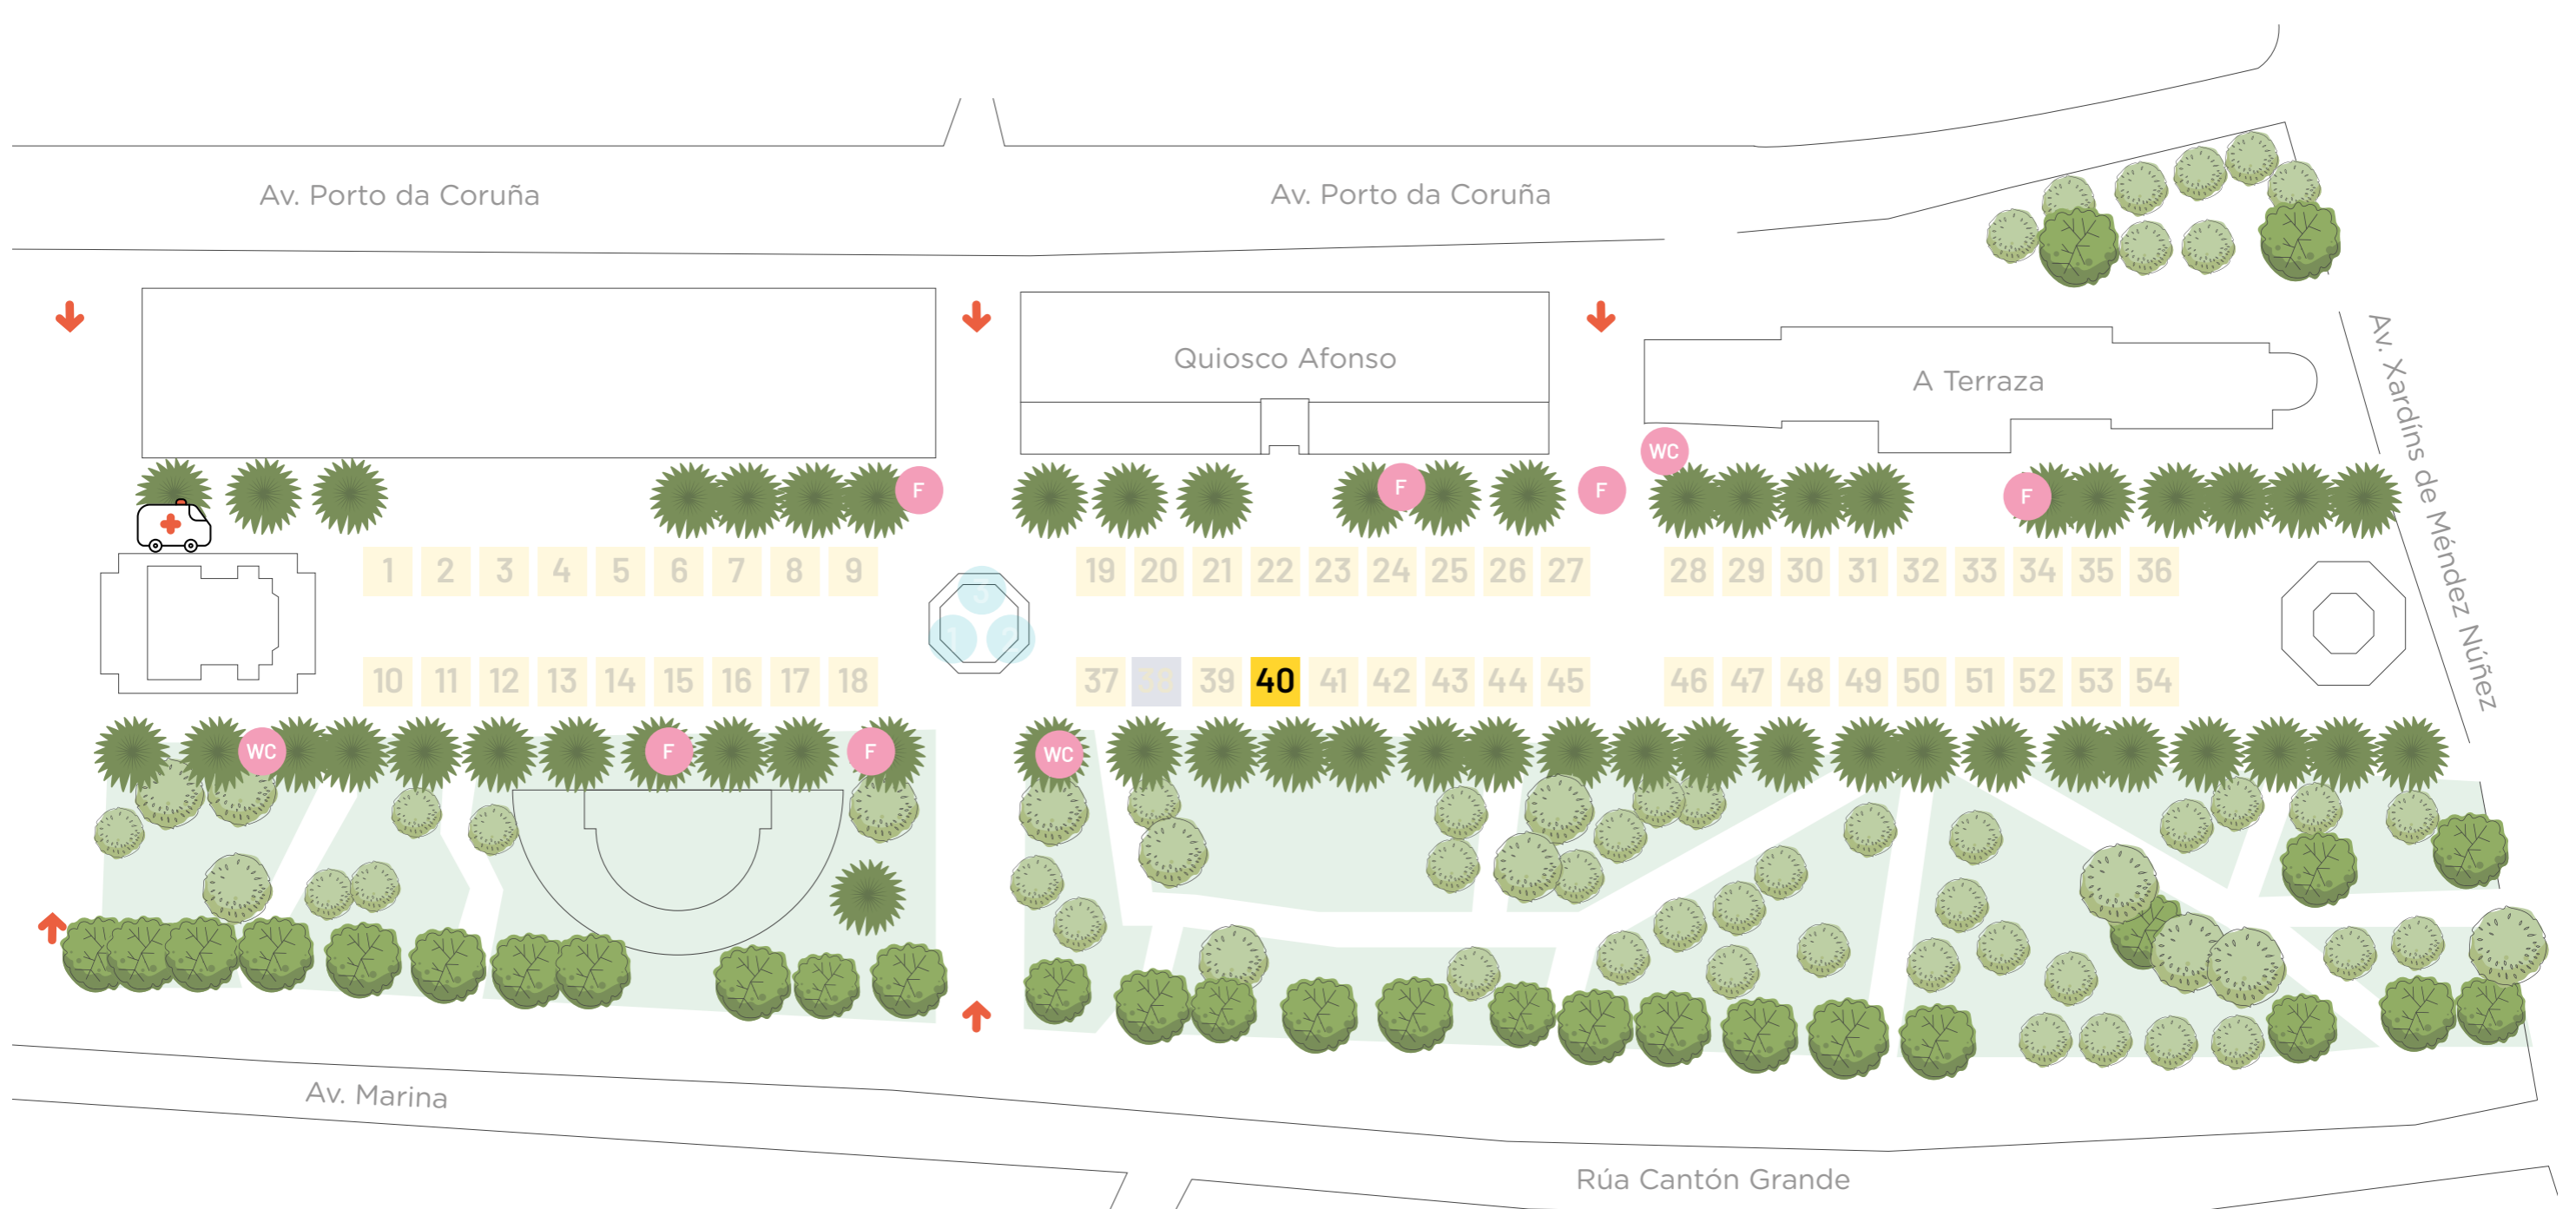 Av. Porto da Coruña
Av. Porto da Coruña
Quiosco Afonso
A Terraza
Av. Xardíns de Méndez Núñez
WC
F
F
F
F
1 2 3 4 5 6 7 8 9
19 20 21 22 23 24 25 26 27
28 29 30 31 32 33 34 35 36
3
1 2
10 11 12 13 14 15 16 17 18
37 38 39 40 41 42 43 44 45
46 47 48 49 50 51 52 53 54
WC
F
F
WC
Av. Marina
Rúa Cantón Grande